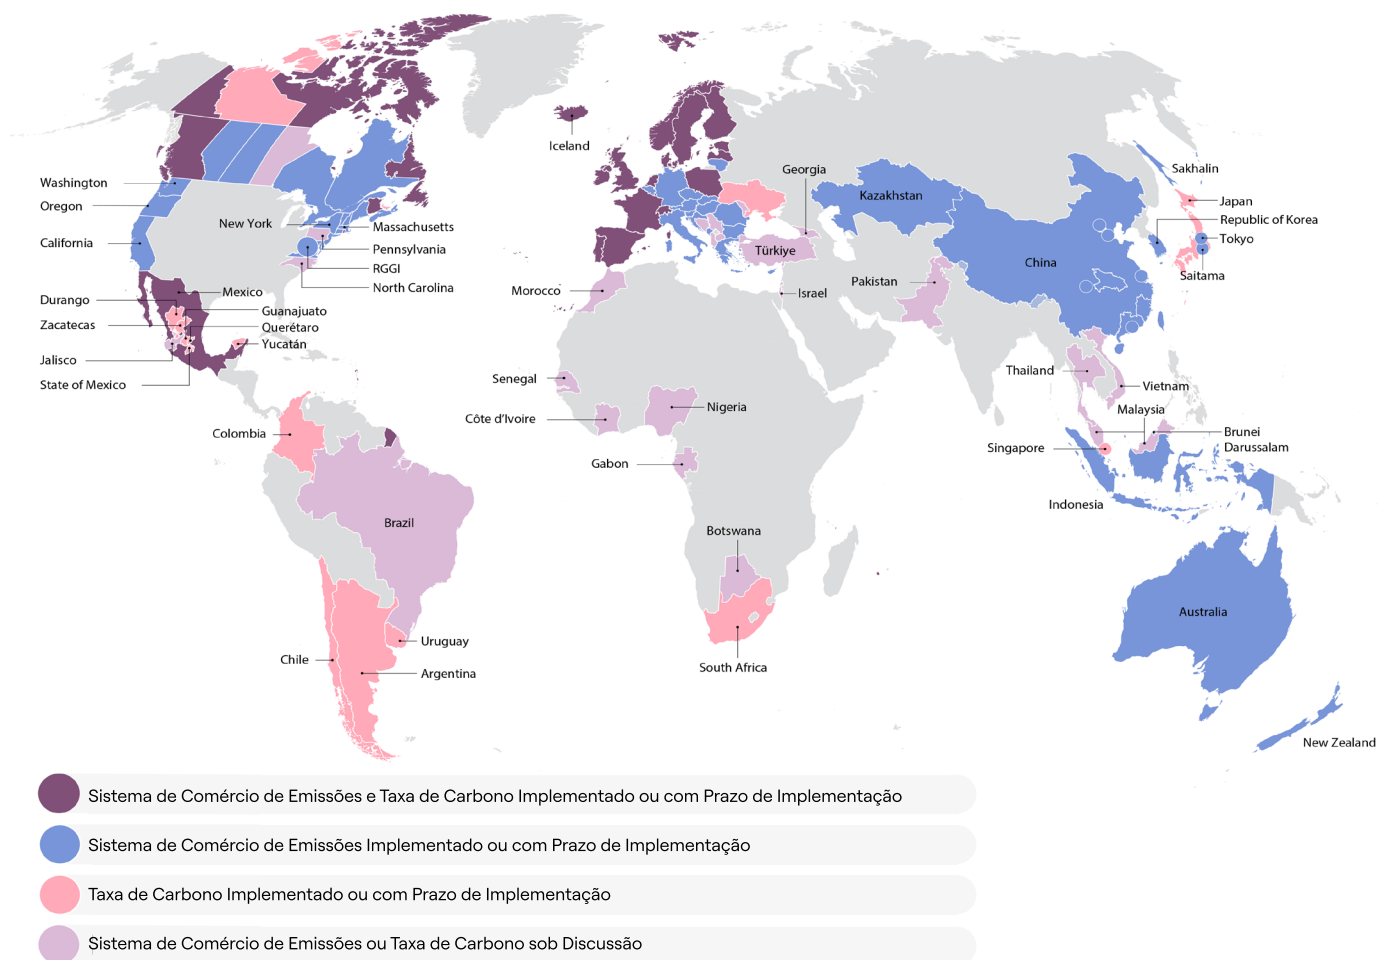 Iceland
Sakhalin
Georgia
Washington
Kazakhstan
Japan
Oregon
Republic of Korea
New York
Massachusetts
Tokyo
California
Pennsylvania
Türkiye
China
RGGI
Saitama
Pakistan
North Carolina
Morocco
Mexico
Israel
Durango
Guanajuato
Zacatecas
Querétaro
Yucatán
Jalisco
Thailand
State of Mexico
Senegal
Vietnam
Nigeria
Malaysia
Côte d'Ivoire
Colombia
Brunei
Darussalam
Singapore
Gabon
Indonesia
Brazil
Botswana
Australia
Uruguay
Chile
South Africa
Argentina
New Zealand
Sistema de Comércio de Emissões e Taxa de Carbono Implementado ou com Prazo de Implementação
Sistema de Comércio de Emissões Implementado ou com Prazo de Implementação
Taxa de Carbono Implementado ou com Prazo de Implementação
Sistema de Comércio de Emissões ou Taxa de Carbono sob Discussão